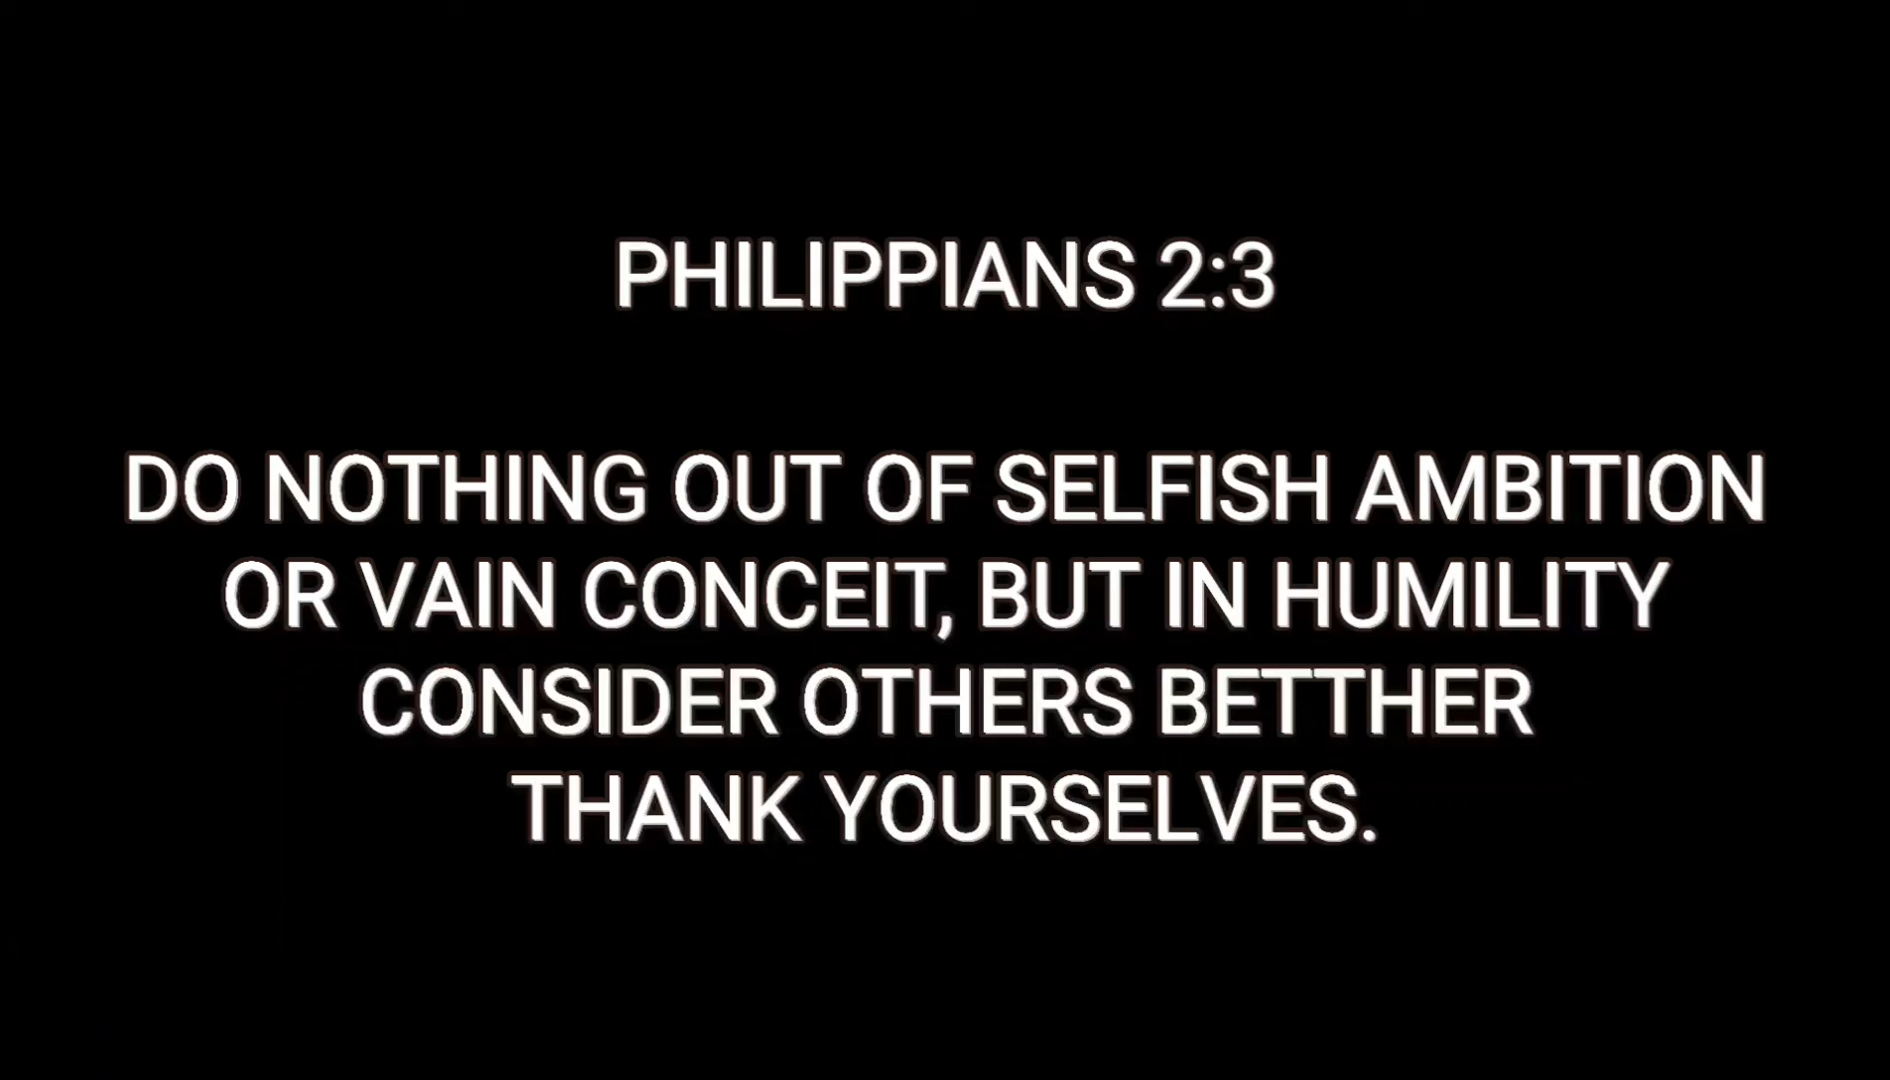 PHILIPPIANS 2:3
DO NOTHING OUT OF SELFISH AMBITION
OR VAIN CONCEIT, BUT IN HUMILITY
CONSIDER OTHERS BETTHER
THANK YOURSELVES.